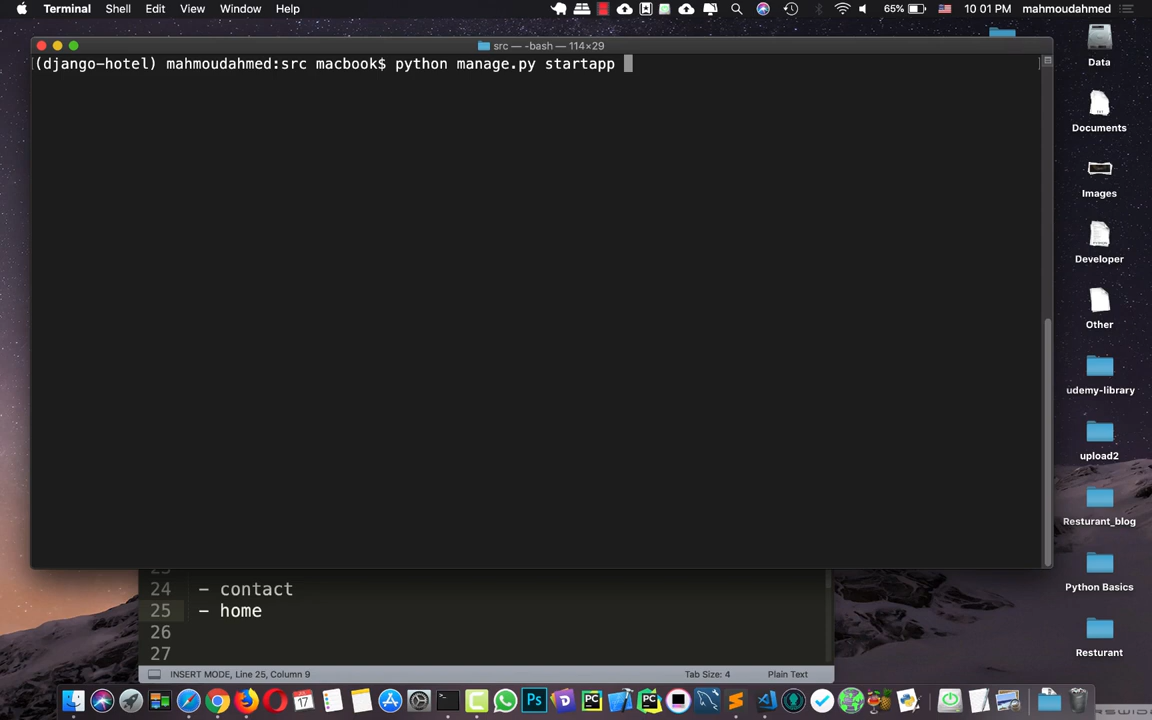 Terminal Shell Edit View Window Help 65% 10 01 PM mahmoudahmed
src — -bash — 114×29
(django-hotel) mahmoudahmed:src macbook$ python manage.py startapp
Data
Documents
Images
Developer
Other
udemy-library
upload2
Resturant_blog
Python Basics
Resturant
24 - contact
25 - home
26
27
INSERT MODE, Line 25, Column 9 Tab Size: 4 Plain Text